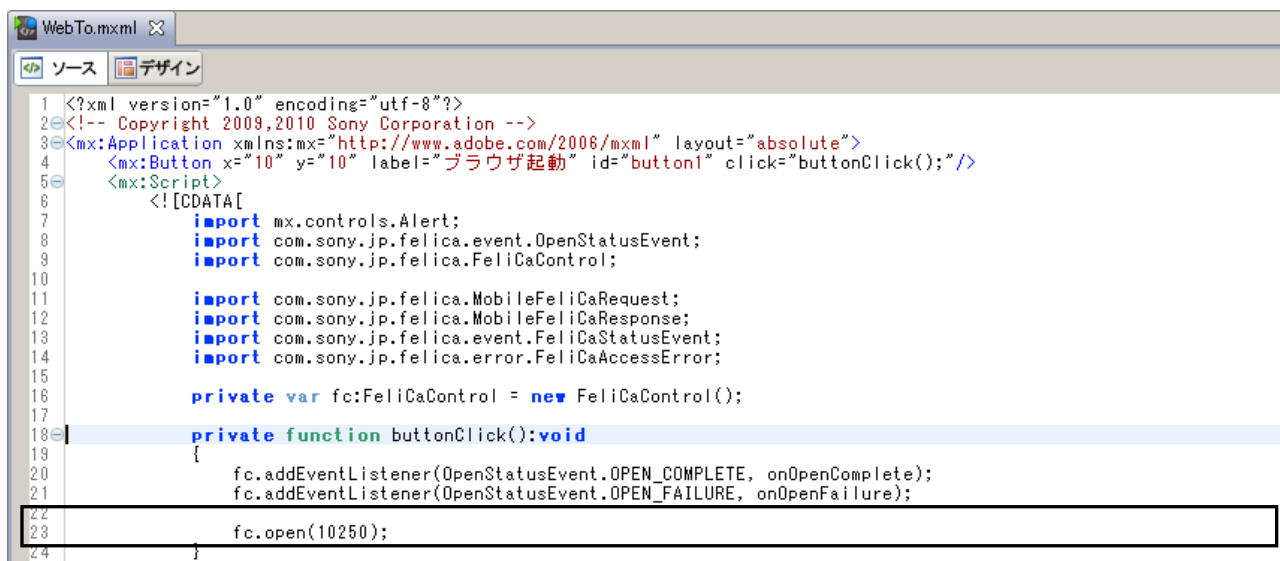 WebTo.mxml
ソース デザイン
1 <?xml version="1.0" encoding="utf-8"?>
2 <!-- Copyright 2009,2010 Sony Corporation -->
3 <mx:Application xmlns:mx="http://www.adobe.com/2006/mxml" layout="absolute">
4 <mx:Button x="10" y="10" label="ブラウザ起動" id="button1" click="buttonClick();"/>
5 <mx:Script>
6 <![CDATA[
7 import mx.controls.Alert;
8 import com.sony.jp.felica.event.OpenStatusEvent;
9 import com.sony.jp.felica.FeliCaControl;
10
11 import com.sony.jp.felica.MobileFeliCaRequest;
12 import com.sony.jp.felica.MobileFeliCaResponse;
13 import com.sony.jp.felica.event.FeliCaStatusEvent;
14 import com.sony.jp.felica.error.FeliCaAccessError;
15
16 private var fc:FeliCaControl = new FeliCaControl();
17
18 private function buttonClick():void
19 {
20 fc.addEventListener(OpenStatusEvent.OPEN_COMPLETE, onOpenComplete);
21 fc.addEventListener(OpenStatusEvent.OPEN_FAILURE, onOpenFailure);
22
23 fc.open(10250);
24 }